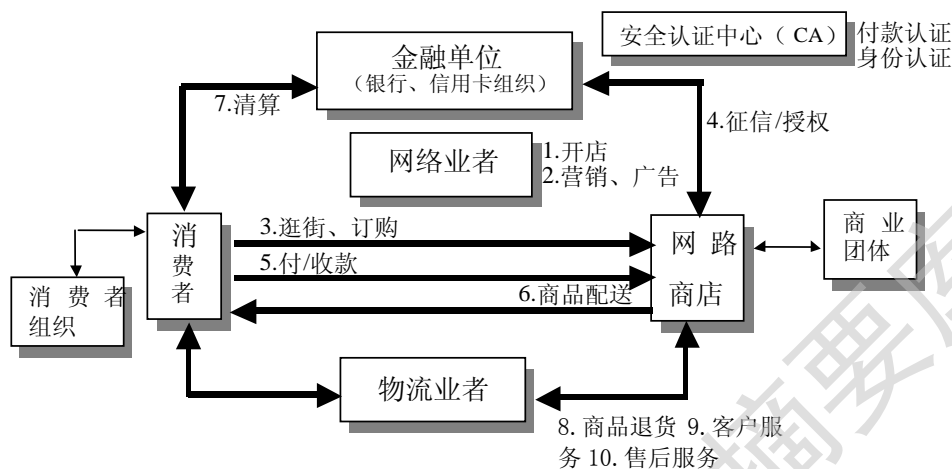 安全认证中心（ CA）
付款认证
身份认证
金融单位
（银行、信用卡组织）
7.清算
4.征信/授权
网络业者
1.开店
2.营销、广告
消
费
者
3.逛街、订购
5.付/收款
6.商品配送
网 路
商店
商 业
团体
消 费 者
组织
物流业者
8. 商品退货 9. 客户服
务 10. 售后服务
摘要库